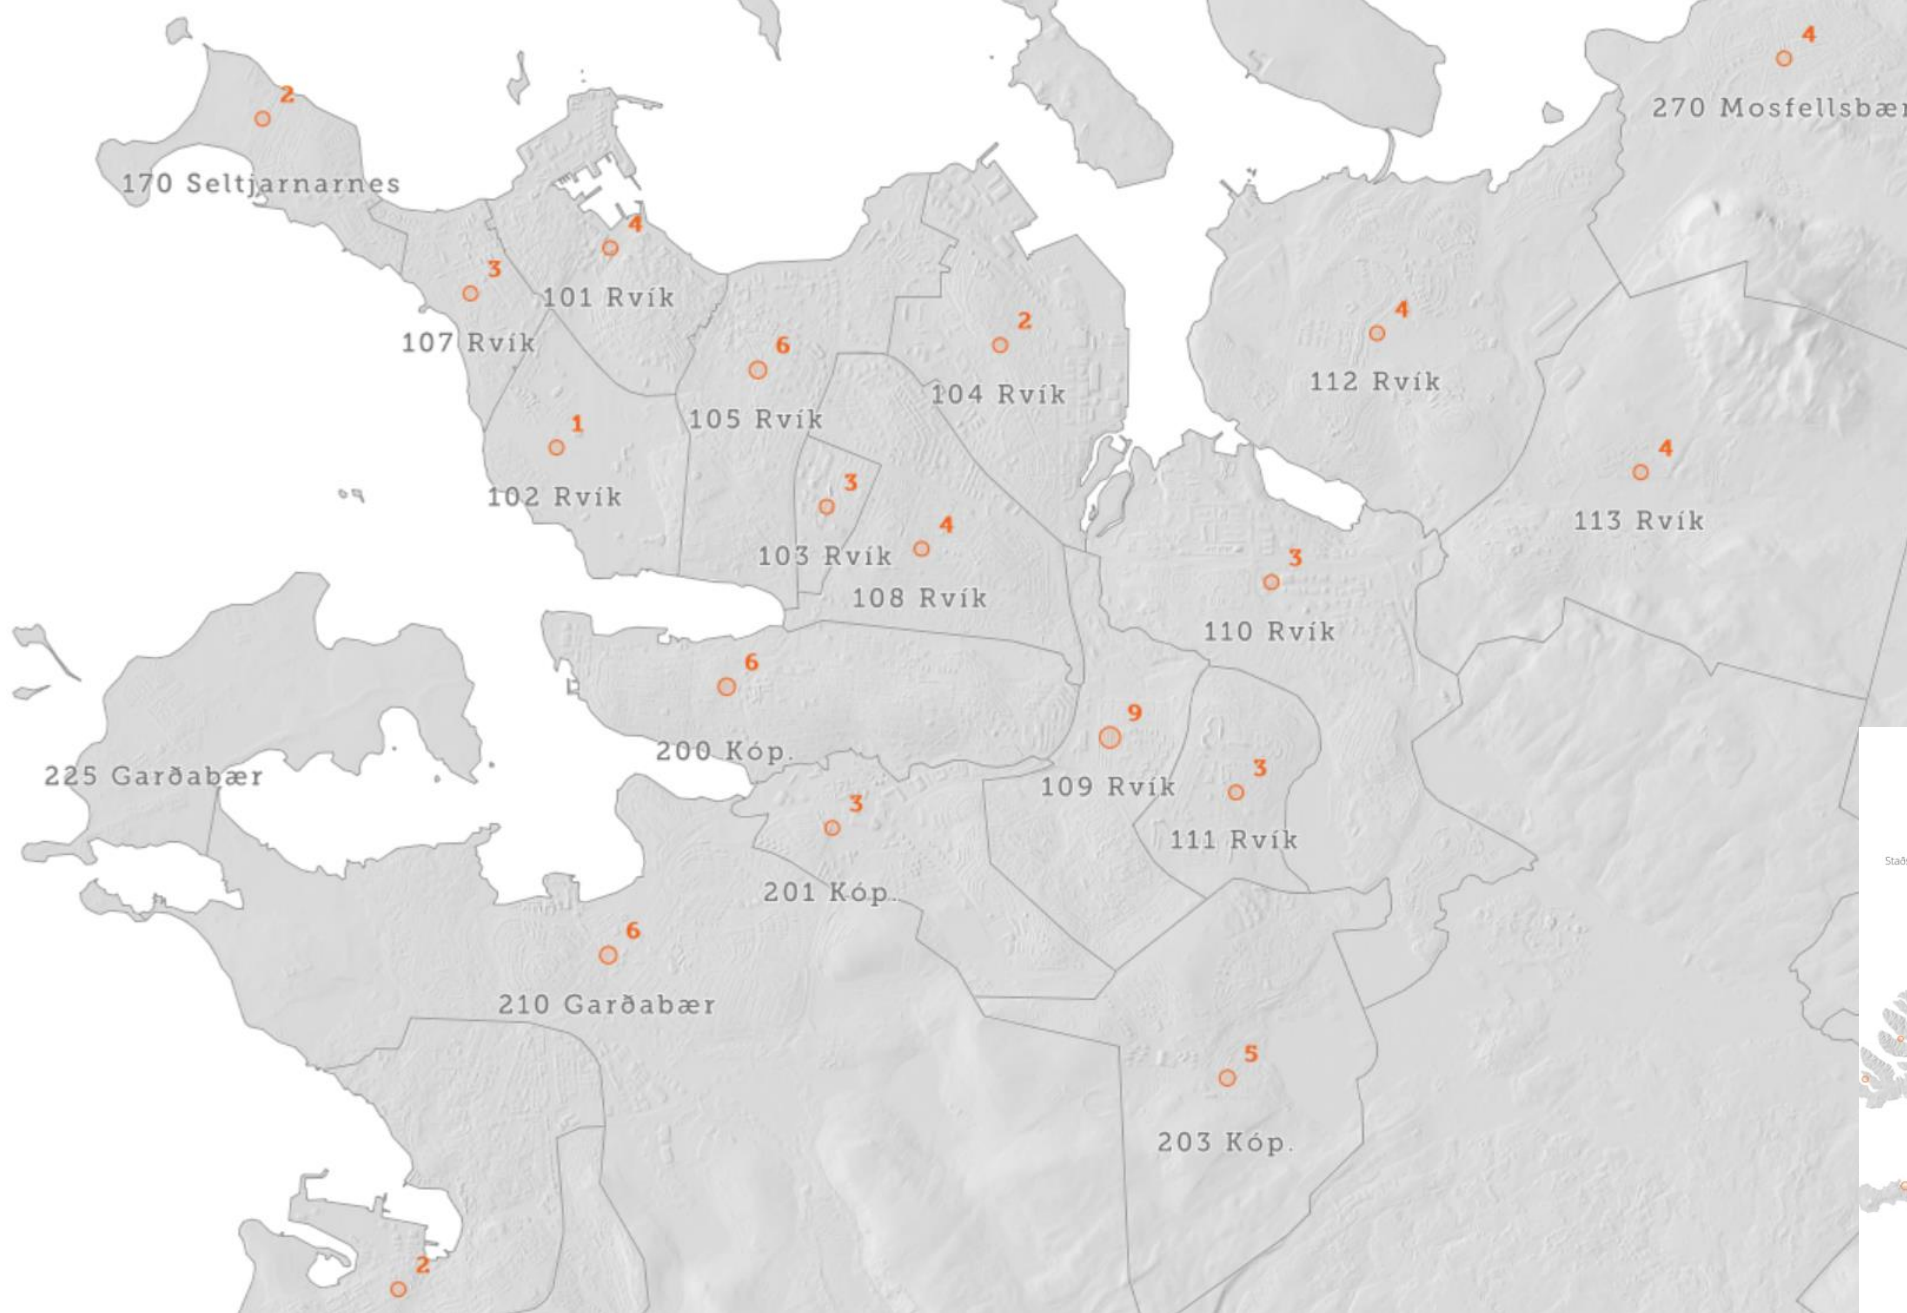 4
270 Mosfellsbær
2
170 Seltjarnarnes
4
101 Rvík
3
107 Rvík
6
105 Rvík
2
104 Rvík
4
112 Rvík
1
102 Rvík
3
103 Rvík
4
108 Rvík
4
113 Rvík
3
110 Rvík
6
200 Kóp.
9
109 Rvík
3
111 Rvík
225 Garðabær
3
201 Kóp.
6
210 Garðabær
5
203 Kóp.
2